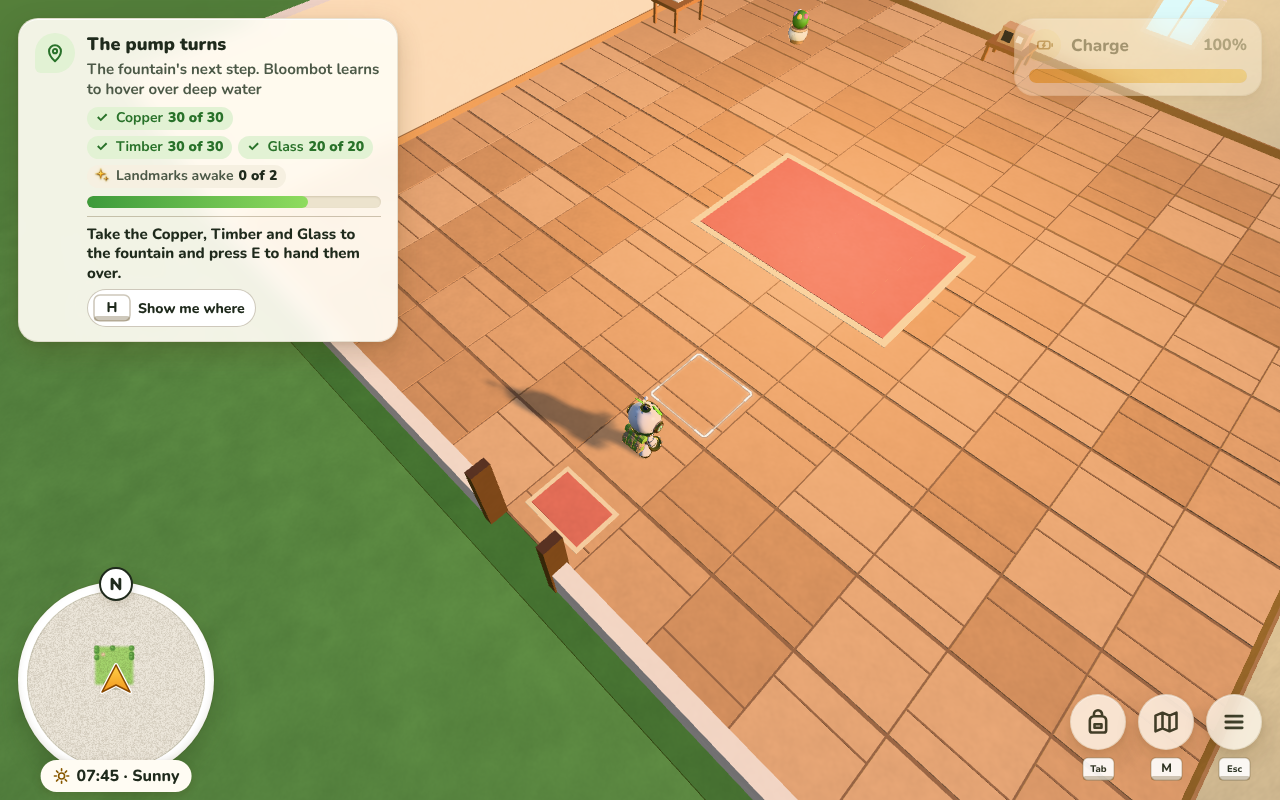 The pump turns
The fountain's next step. Bloombot learns
to hover over deep water
Copper 30 of 30
Timber 30 of 30 Glass 20 of 20
Landmarks awake 0 of 2
Take the Copper, Timber and Glass to
the fountain and press E to hand them
over.
H Show me where
Charge 100%
N
07:45 · Sunny
Tab M Esc